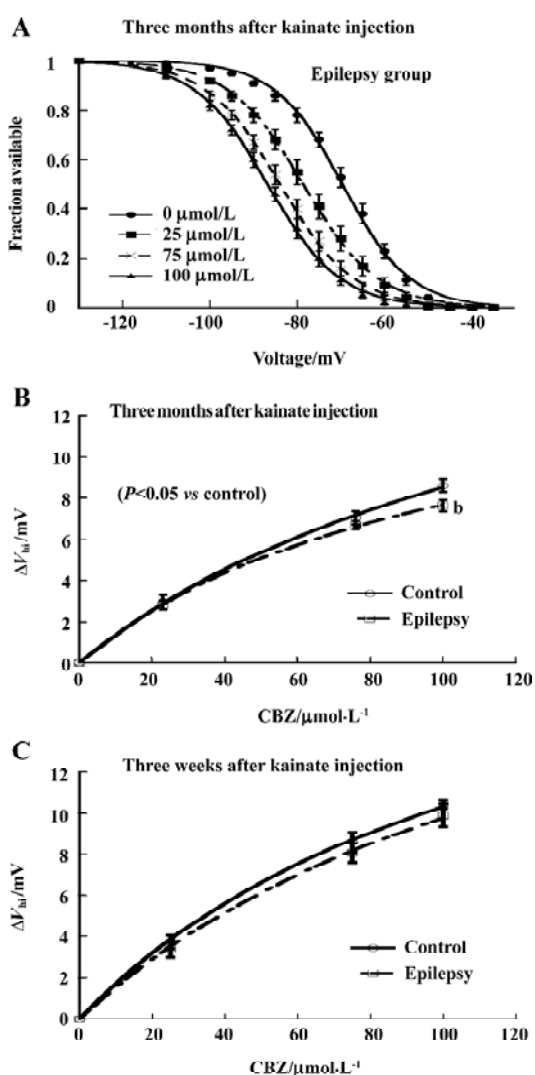 A
Three months after kainate injection
Epilepsy group
Fraction available
1
0.8
0.6
0.4
0.2
0
0 µmol/L
25 µmol/L
75 µmol/L
100 µmol/L
-120 -100 -80 -60 -40
Voltage/mV
B
Three months after kainate injection
(P<0.05 vs control)
ΔVhi/mV
12
10
8
6
4
2
0
b
Control
Epilepsy
0 20 40 60 80 100 120
CBZ/µmol·L-1
C
Three weeks after kainate injection
ΔVhi/mV
12
10
8
6
4
2
0
Control
Epilepsy
0 20 40 60 80 100 120
CBZ/µmol·L-1